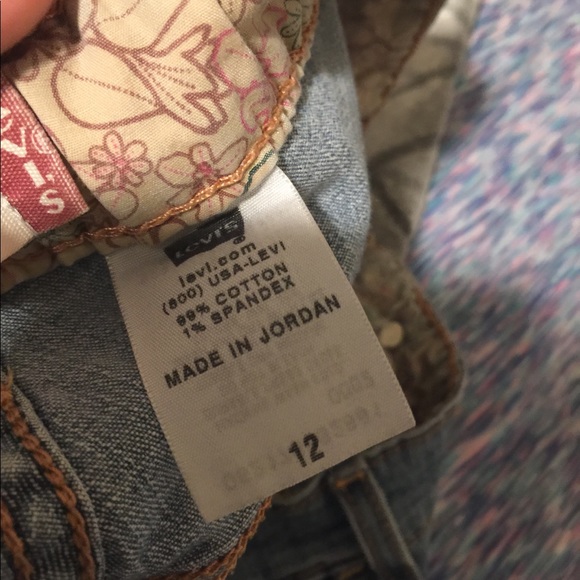 Levi's
Levi's
®
levi.com
(800) USA-LEVI
99% COTTON
1% SPANDEX
MADE IN JORDAN
12